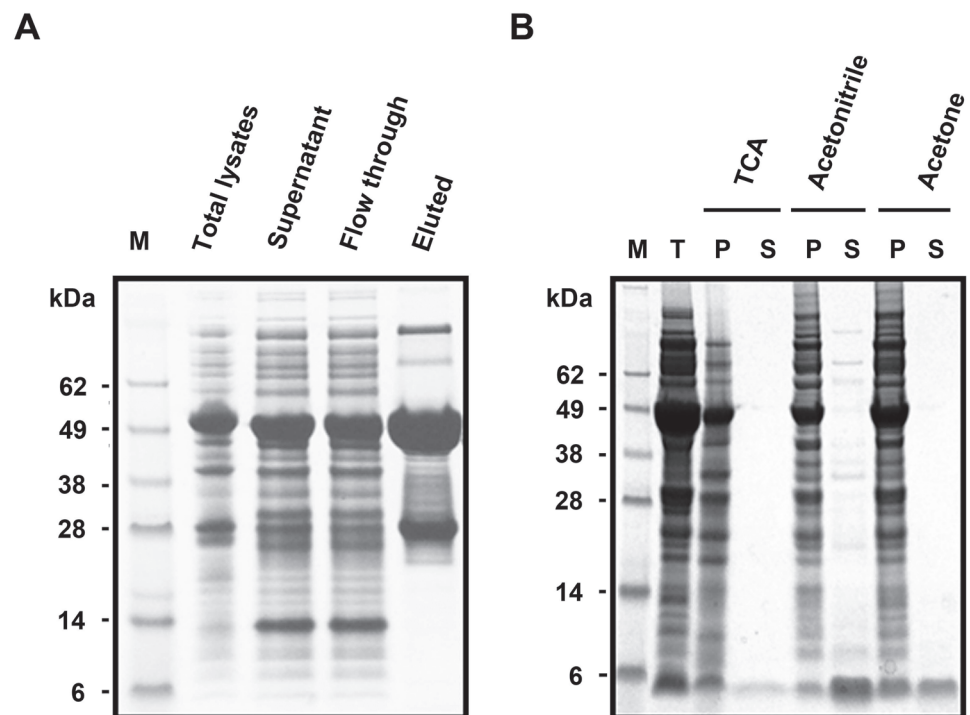 A
M
Total lysates
Supernatant
Flow through
Eluted
kDa
62 -
49 -
38 -
28 -
14 -
6 -
B
TCA
Acetonitrile
Acetone
M T P S P S P S
kDa
62 -
49 -
38 -
28 -
14 -
6 -